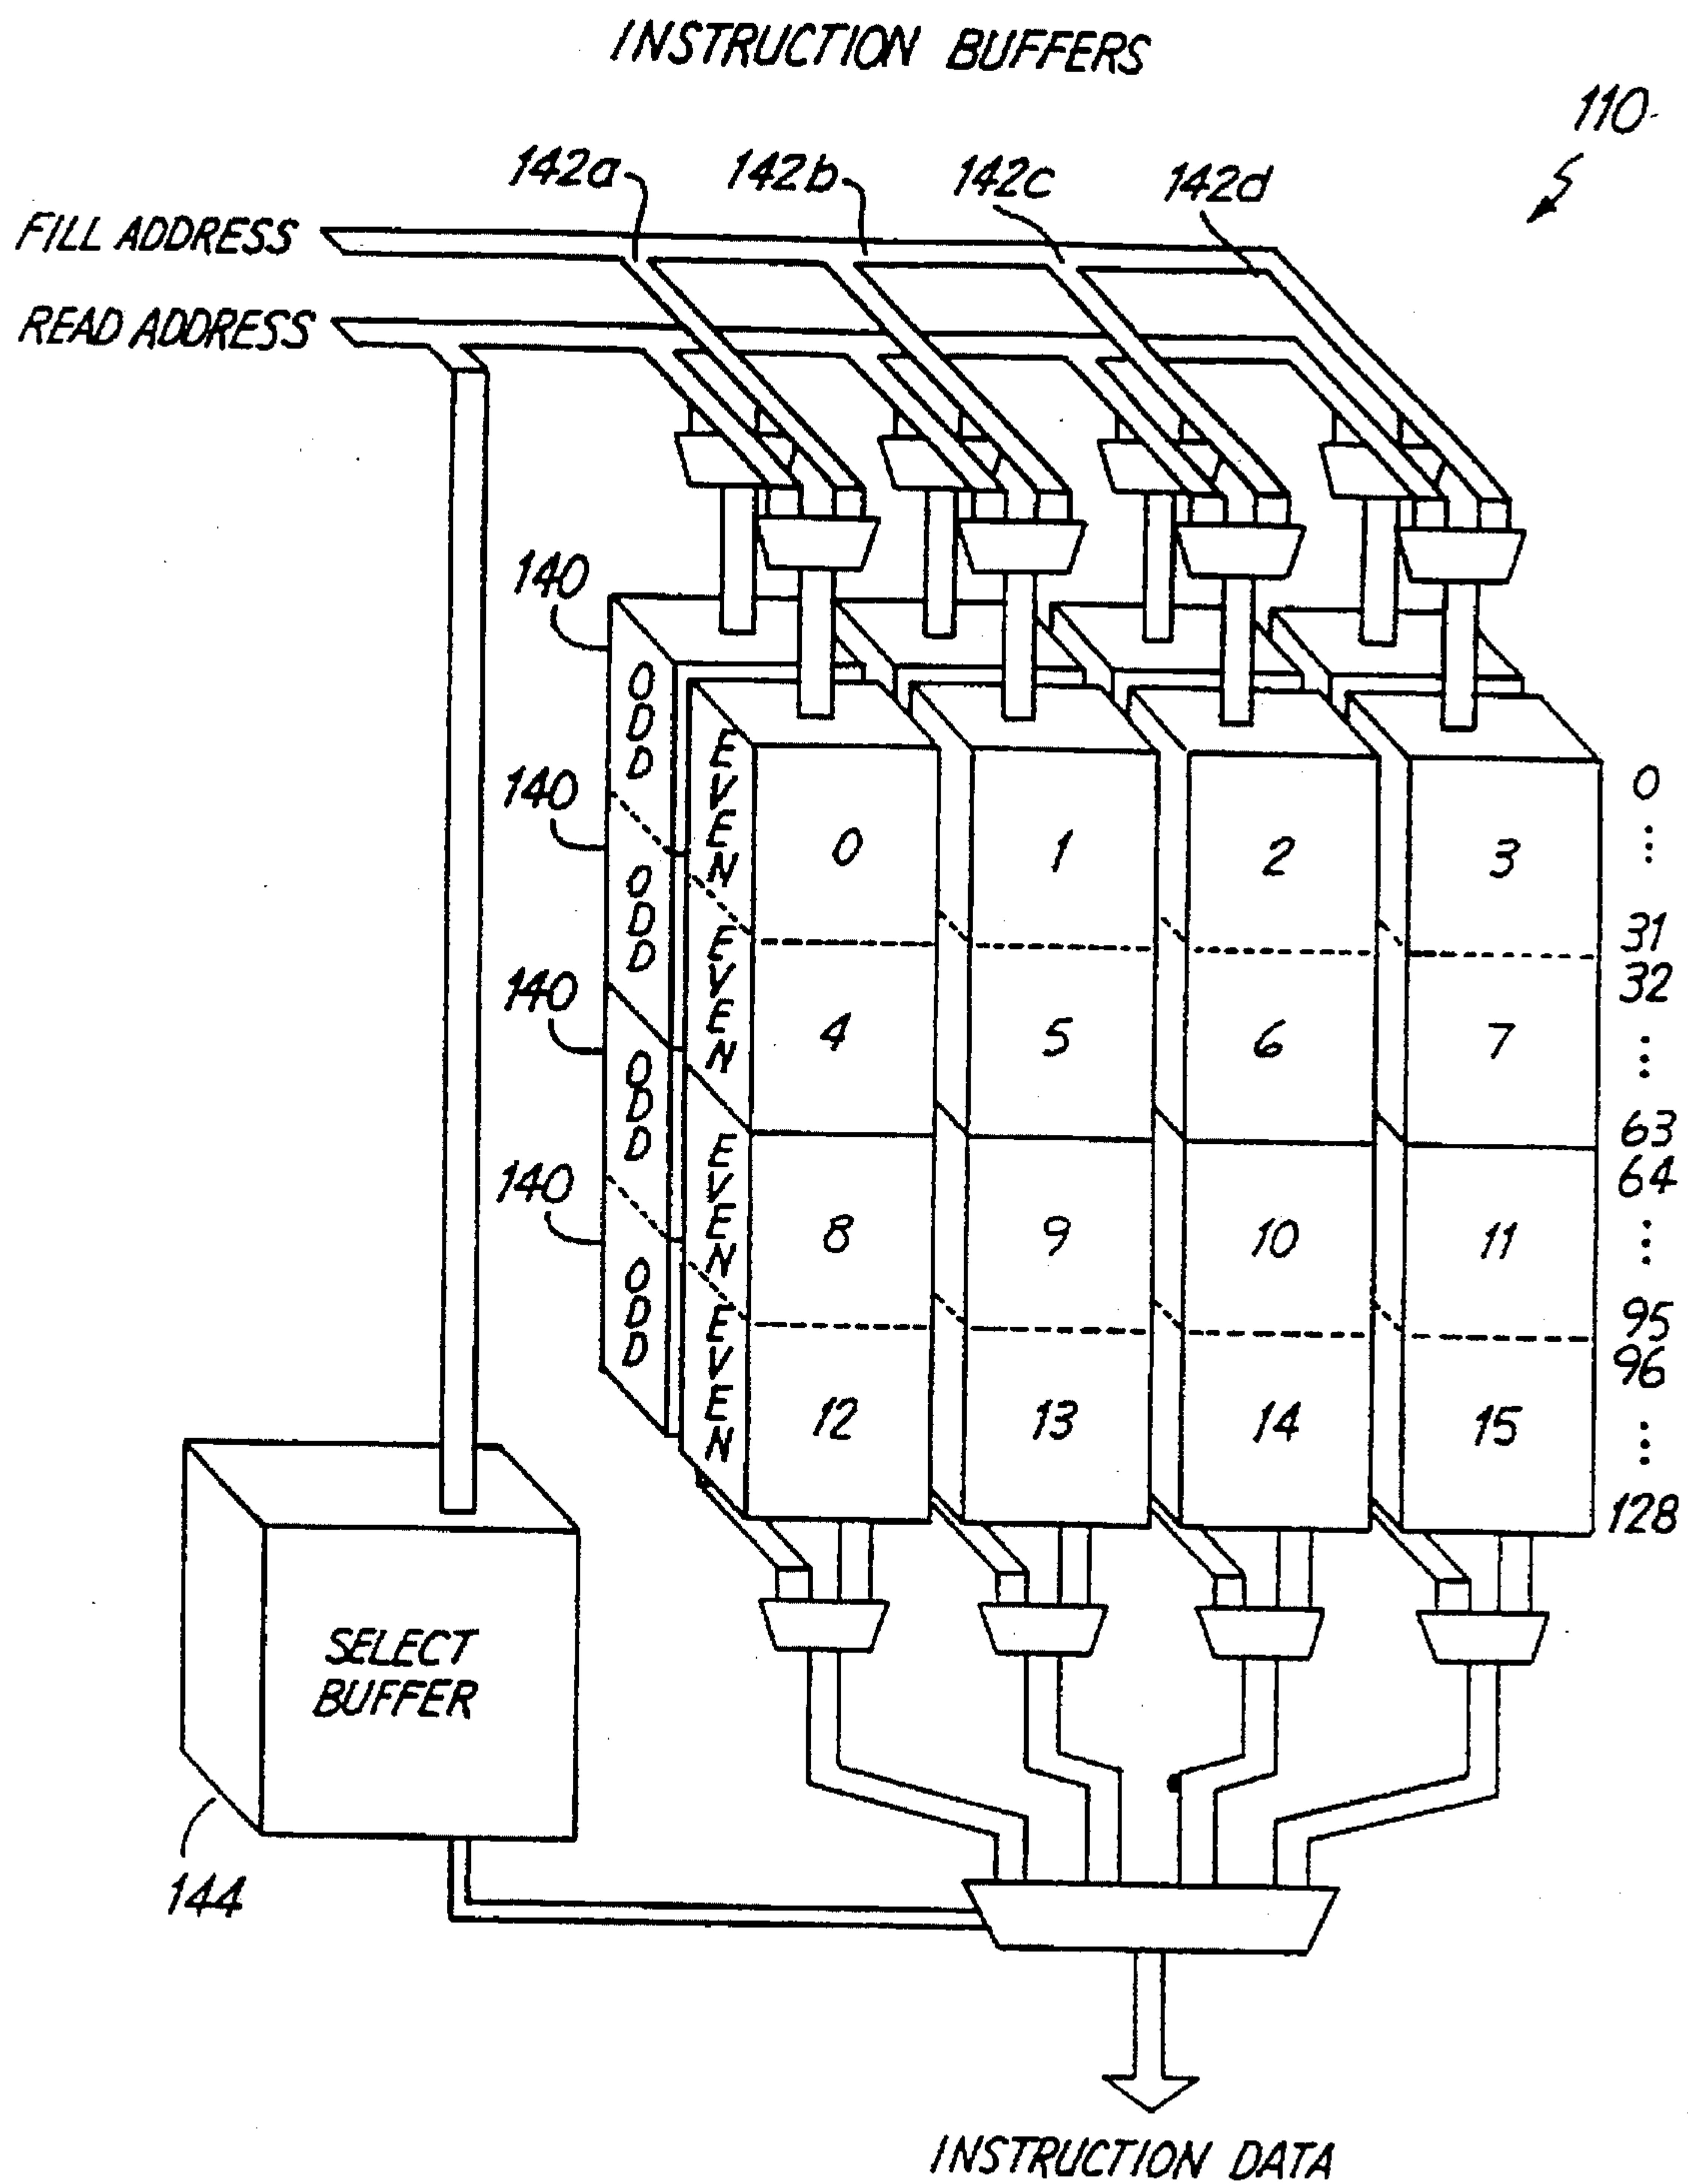 INSTRUCTION BUFFERS
110
142a 142b 142c 142d
FILL ADDRESS
READ ADDRESS
140
140
140
140
ODD
ODD
ODD
ODD
EVEN
EVEN
EVEN
EVEN
0 1 2 3
4 5 6 7
8 9 10 11
12 13 14 15
0
⋮
31
32
⋮
63
64
⋮
95
96
⋮
128
SELECT
BUFFER
144
INSTRUCTION DATA